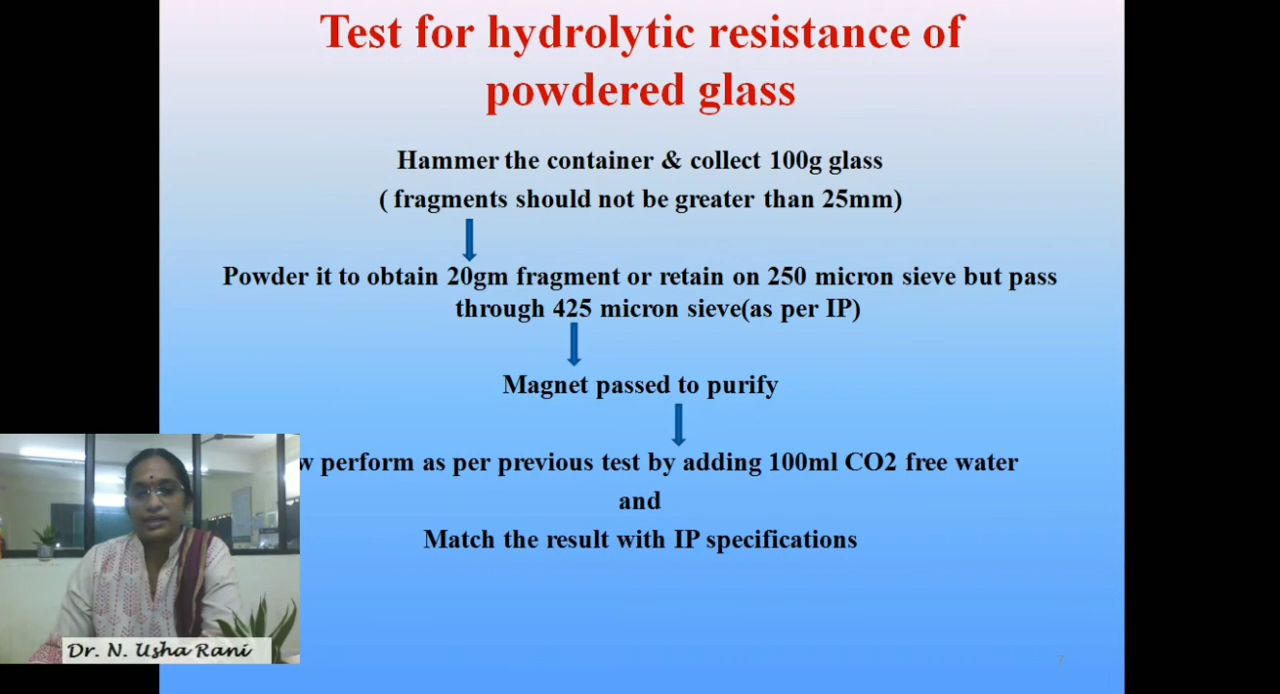 Test for hydrolytic resistance of
powdered glass
Hammer the container & collect 100g glass
( fragments should not be greater than 25mm)
Powder it to obtain 20gm fragment or retain on 250 micron sieve but pass
through 425 micron sieve(as per IP)
Magnet passed to purify
w perform as per previous test by adding 100ml CO2 free water
and
Match the result with IP specifications
Dr. N. Usha Rani
7